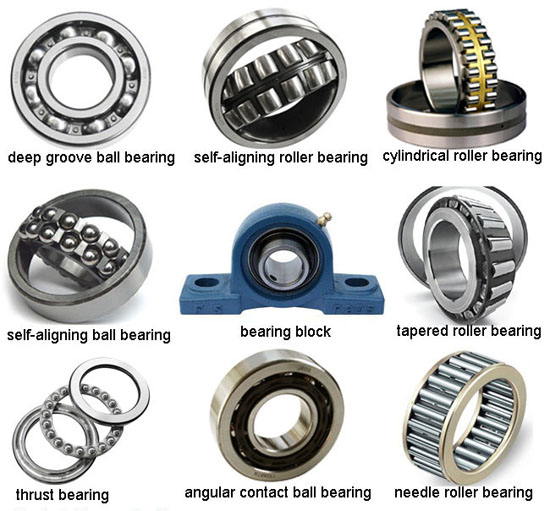 deep groove ball bearing
self-aligning roller bearing
cylindrical roller bearing
self-aligning ball bearing
bearing block
tapered roller bearing
thrust bearing
angular contact ball bearing
needle roller bearing